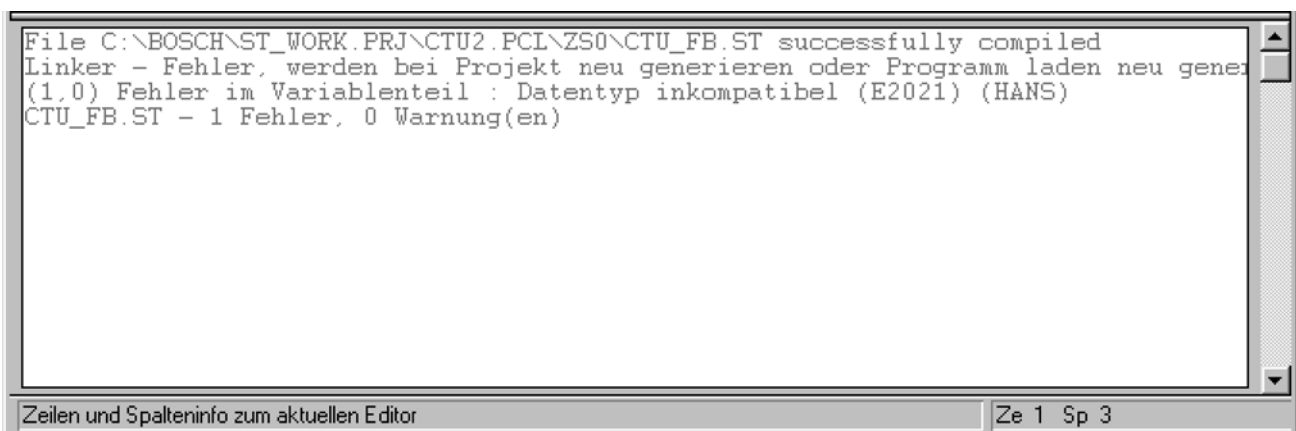 File C:\BOSCH\ST_WORK.PRJ\CTU2.PCL\ZS0\CTU_FB.ST successfully compiled
Linker - Fehler, werden bei Projekt neu generieren oder Programm laden neu gener
(1,0) Fehler im Variablenteil : Datentyp inkompatibel (E2021) (HANS)
CTU_FB.ST - 1 Fehler, 0 Warnung(en)
Zeilen und Spalteninfo zum aktuellen Editor Ze 1 Sp 3